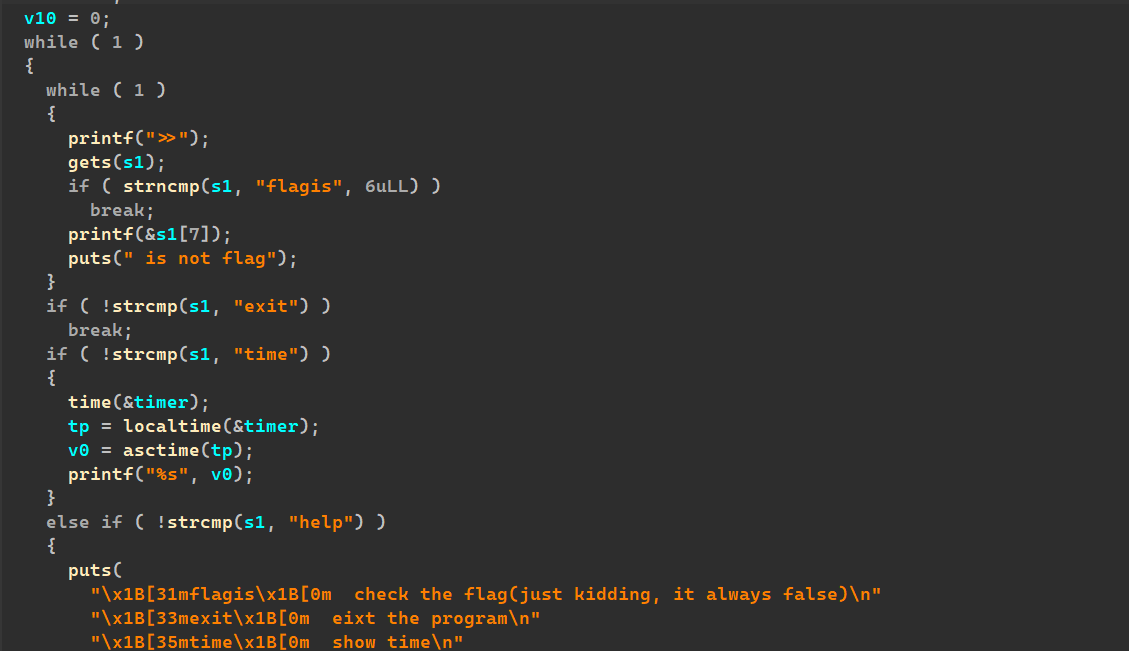 v10 = 0;
while ( 1 )
{
  while ( 1 )
  {
    printf(">>");
    gets(s1);
    if ( strncmp(s1, "flagis", 6uLL) )
      break;
    printf(&s1[7]);
    puts(" is not flag");
  }
  if ( !strcmp(s1, "exit") )
    break;
  if ( !strcmp(s1, "time") )
  {
    time(&timer);
    tp = localtime(&timer);
    v0 = asctime(tp);
    printf("%s", v0);
  }
  else if ( !strcmp(s1, "help") )
  {
    puts(
      "\x1B[31mflagis\x1B[0m  check the flag(just kidding, it always false)\n"
      "\x1B[33mexit\x1B[0m  eixt the program\n"
      "\x1B[35mtime\x1B[0m  show time\n"